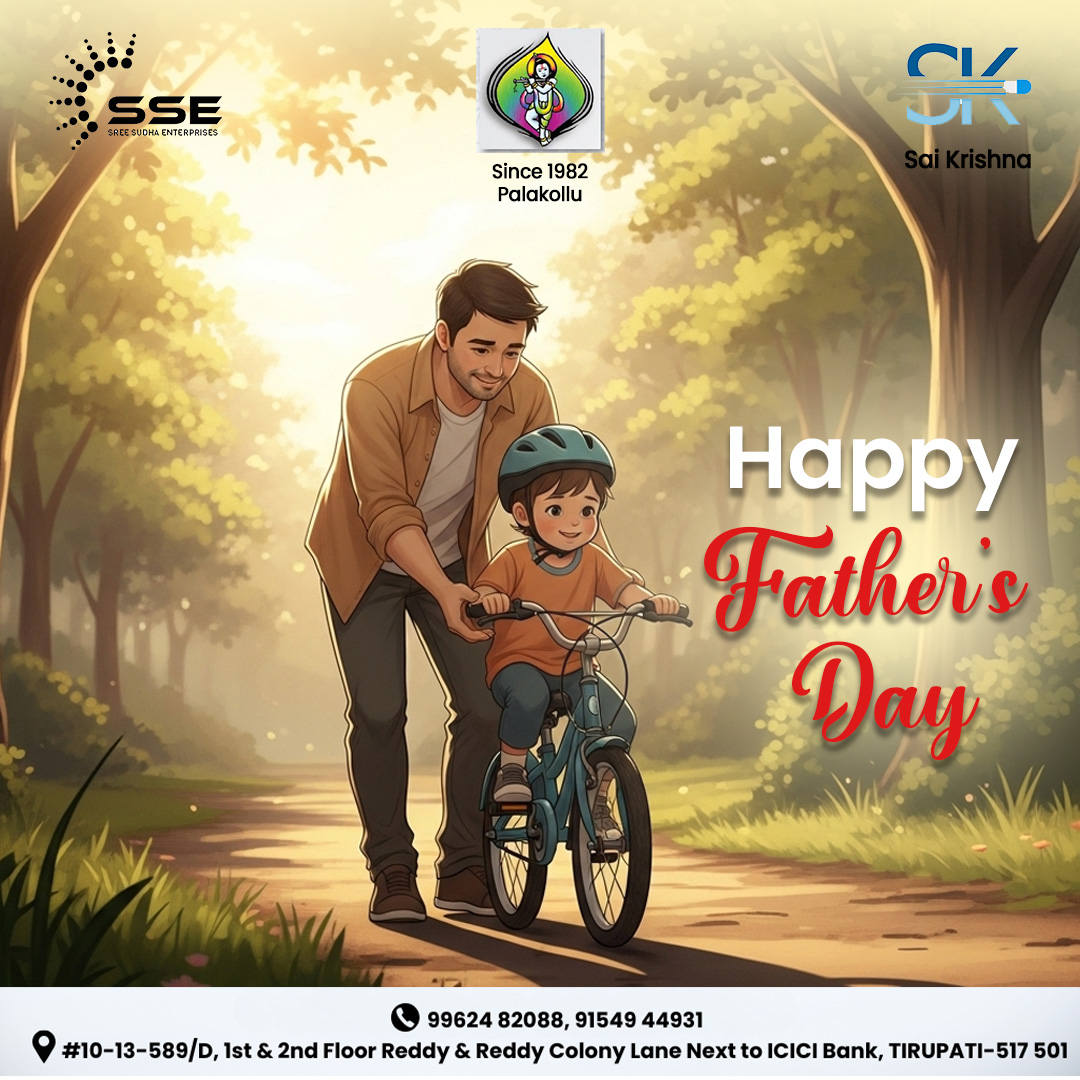 SSE
SREE SUDHA ENTERPRISES
Since 1982
Palakollu
SK
Sai Krishna
Happy
Father's
Day
99624 82088, 91549 44931
#10-13-589/D, 1st & 2nd Floor Reddy & Reddy Colony Lane Next to ICICI Bank, TIRUPATI-517 501